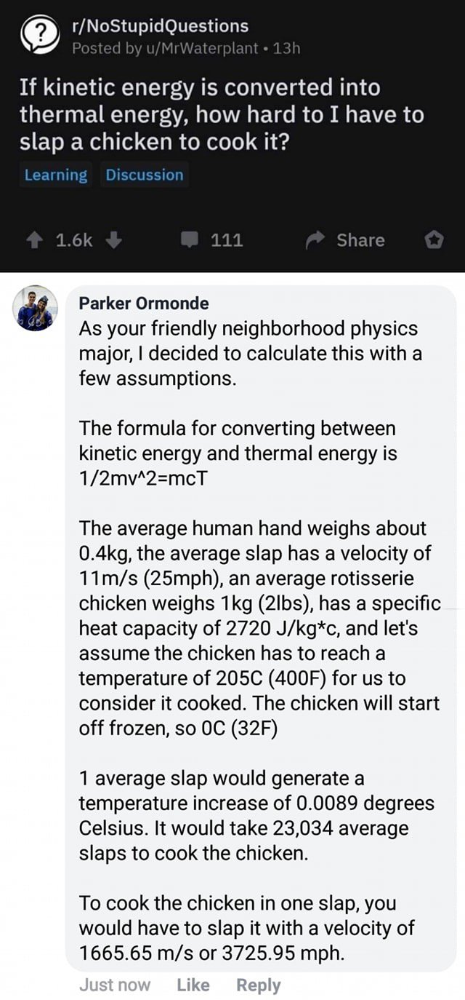 r/NoStupidQuestions
Posted by u/MrWaterplant • 13h
If kinetic energy is converted into
thermal energy, how hard to I have to
slap a chicken to cook it?
Learning Discussion
1.6k 111 Share
Parker Ormonde
As your friendly neighborhood physics
major, I decided to calculate this with a
few assumptions.
The formula for converting between
kinetic energy and thermal energy is
1/2mv^2=mcT
The average human hand weighs about
0.4kg, the average slap has a velocity of
11m/s (25mph), an average rotisserie
chicken weighs 1kg (2lbs), has a specific
heat capacity of 2720 J/kg*c, and let's
assume the chicken has to reach a
temperature of 205C (400F) for us to
consider it cooked. The chicken will start
off frozen, so 0C (32F)
1 average slap would generate a
temperature increase of 0.0089 degrees
Celsius. It would take 23,034 average
slaps to cook the chicken.
To cook the chicken in one slap, you
would have to slap it with a velocity of
1665.65 m/s or 3725.95 mph.
Just now Like Reply